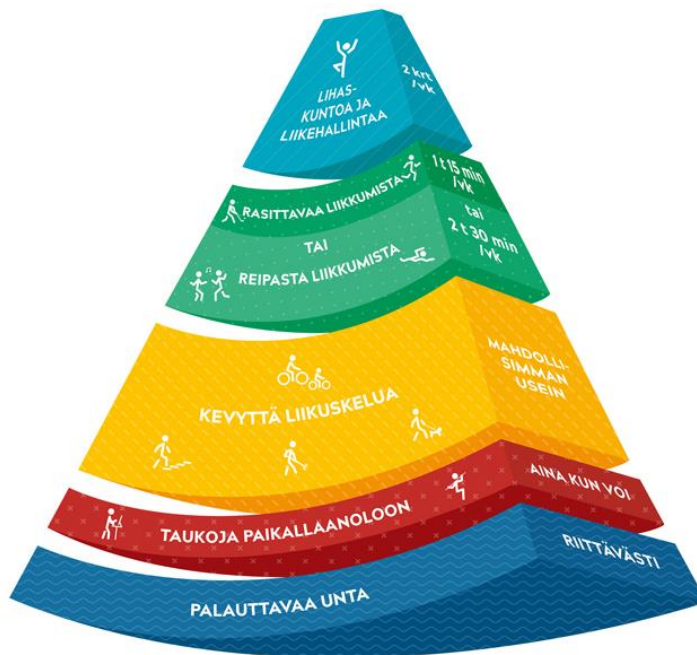 LIHAS-
KUNTOA JA
LIIKEHALLINTAA
2 krt
/vk
RASITTAVAA LIIKKUMISTA
1 t 15 min
/vk
TAI
tai
REIPASTA LIIKKUMISTA
2 t 30 min
/vk
KEVYTTÄ LIIKUSKELUA
MAHDOLLI-
SIMMAN
USEIN
TAUKOJA PAIKALLAANOLOON
AINA KUN VOI
PALAUTTAVAA UNTA
RIITTÄVÄSTI